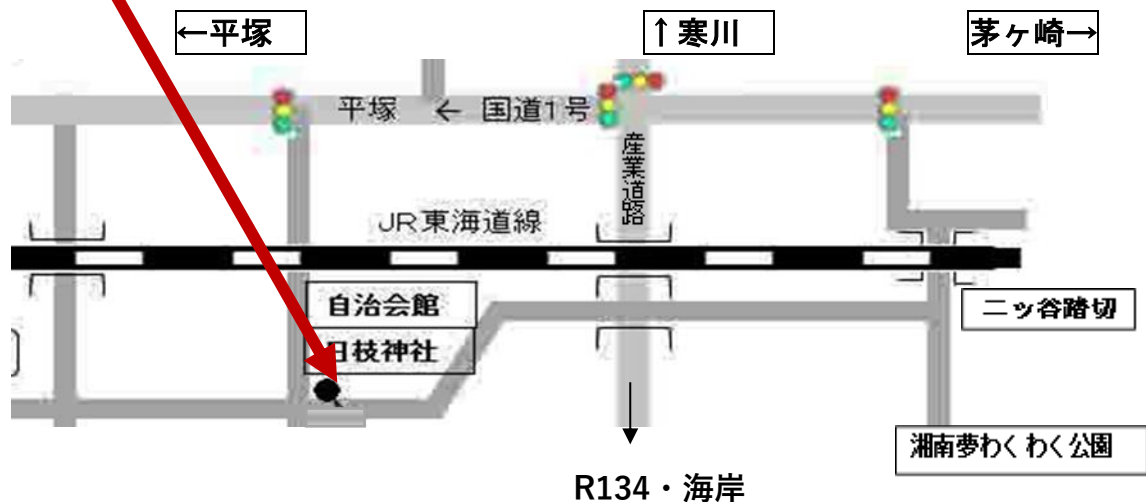 ←平塚
↑寒川
茅ヶ崎→
平塚 ← 国道1号
産業道路
JR東海道線
自治会館
日枝神社
二ッ谷踏切
湘南夢わくわく公園
R134・海岸